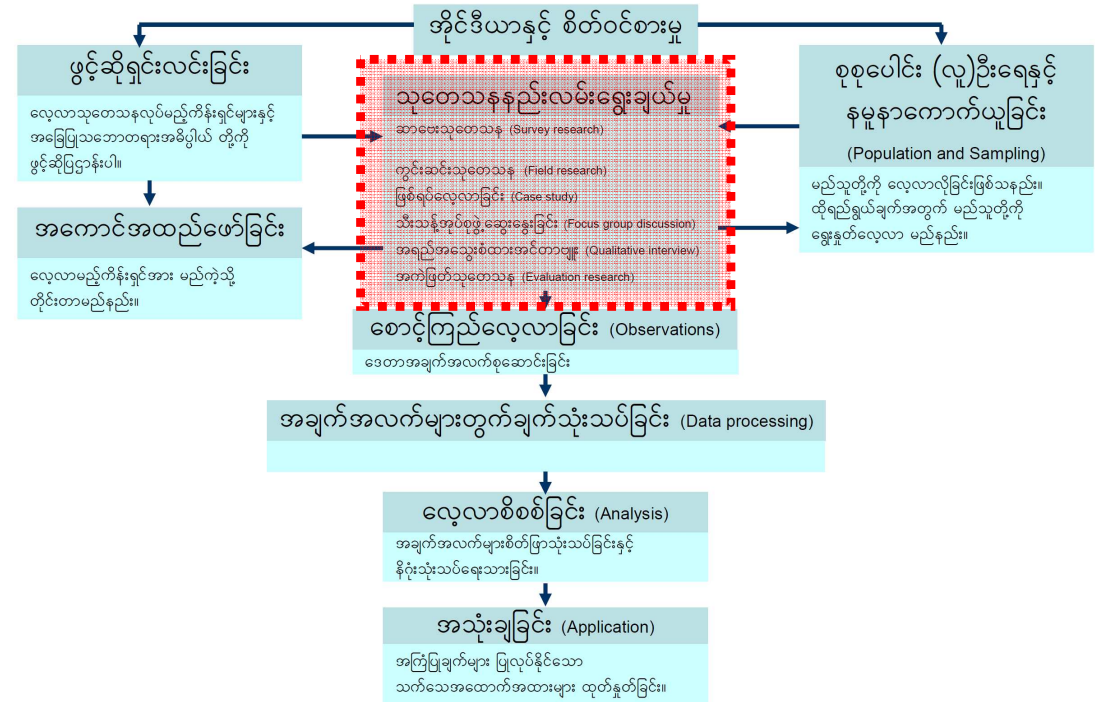 အိုင်ဒီယာနှင့် စိတ်ဝင်စားမှု
ဖွင့်ဆိုရှင်းလင်းခြင်း
လေ့လာသုတေသနလုပ်မည့်ကိန်းရှင်များနှင့်
အခြေပြုသဘောတရားအဓိပ္ပါယ် တို့ကို
ဖွင့်ဆိုပြဌာန်းပါ။
အကောင်အထည်ဖော်ခြင်း
လေ့လာမည့်ကိန်းရှင်အား မည်ကဲ့သို့
တိုင်းတာမည်နည်း။
သုတေသနနည်းလမ်းရွေးချယ်မှု
ဆာဗေးသုတေသန (Survey research)
ကွင်းဆင်းသုတေသန (Field research)
ဖြစ်ရပ်လေ့လာခြင်း (Case study)
သီးသန့်အုပ်စုဖွဲ့ဆွေးနွေးခြင်း (Focus group discussion)
အရည်အသွေးစံထားအင်တာဗျူး (Qualitative interview)
အကဲဖြတ်သုတေသန (Evaluation research)
စုစုပေါင်း (လူ)ဦးရေနှင့်
နမူနာကောက်ယူခြင်း
(Population and Sampling)
မည်သူတို့ကို လေ့လာလိုခြင်းဖြစ်သနည်း။
ထိုရည်ရွယ်ချက်အတွက် မည်သူတို့ကို
ရွေးနှုတ်လေ့လာ မည်နည်း။
စောင့်ကြည့်လေ့လာခြင်း (Observations)
ဒေတာအချက်အလက်စုဆောင်းခြင်း
အချက်အလက်များတွက်ချက်သုံးသပ်ခြင်း (Data processing)
လေ့လာစိစစ်ခြင်း (Analysis)
အချက်အလက်များစိတ်ဖြာသုံးသပ်ခြင်းနှင့်
နိဂုံးသုံးသပ်ရေးသားခြင်း။
အသုံးချခြင်း (Application)
အကြံပြုချက်များ ပြုလုပ်နိုင်သော
သက်သေအထောက်အထားများ ထုတ်နှုတ်ခြင်း။